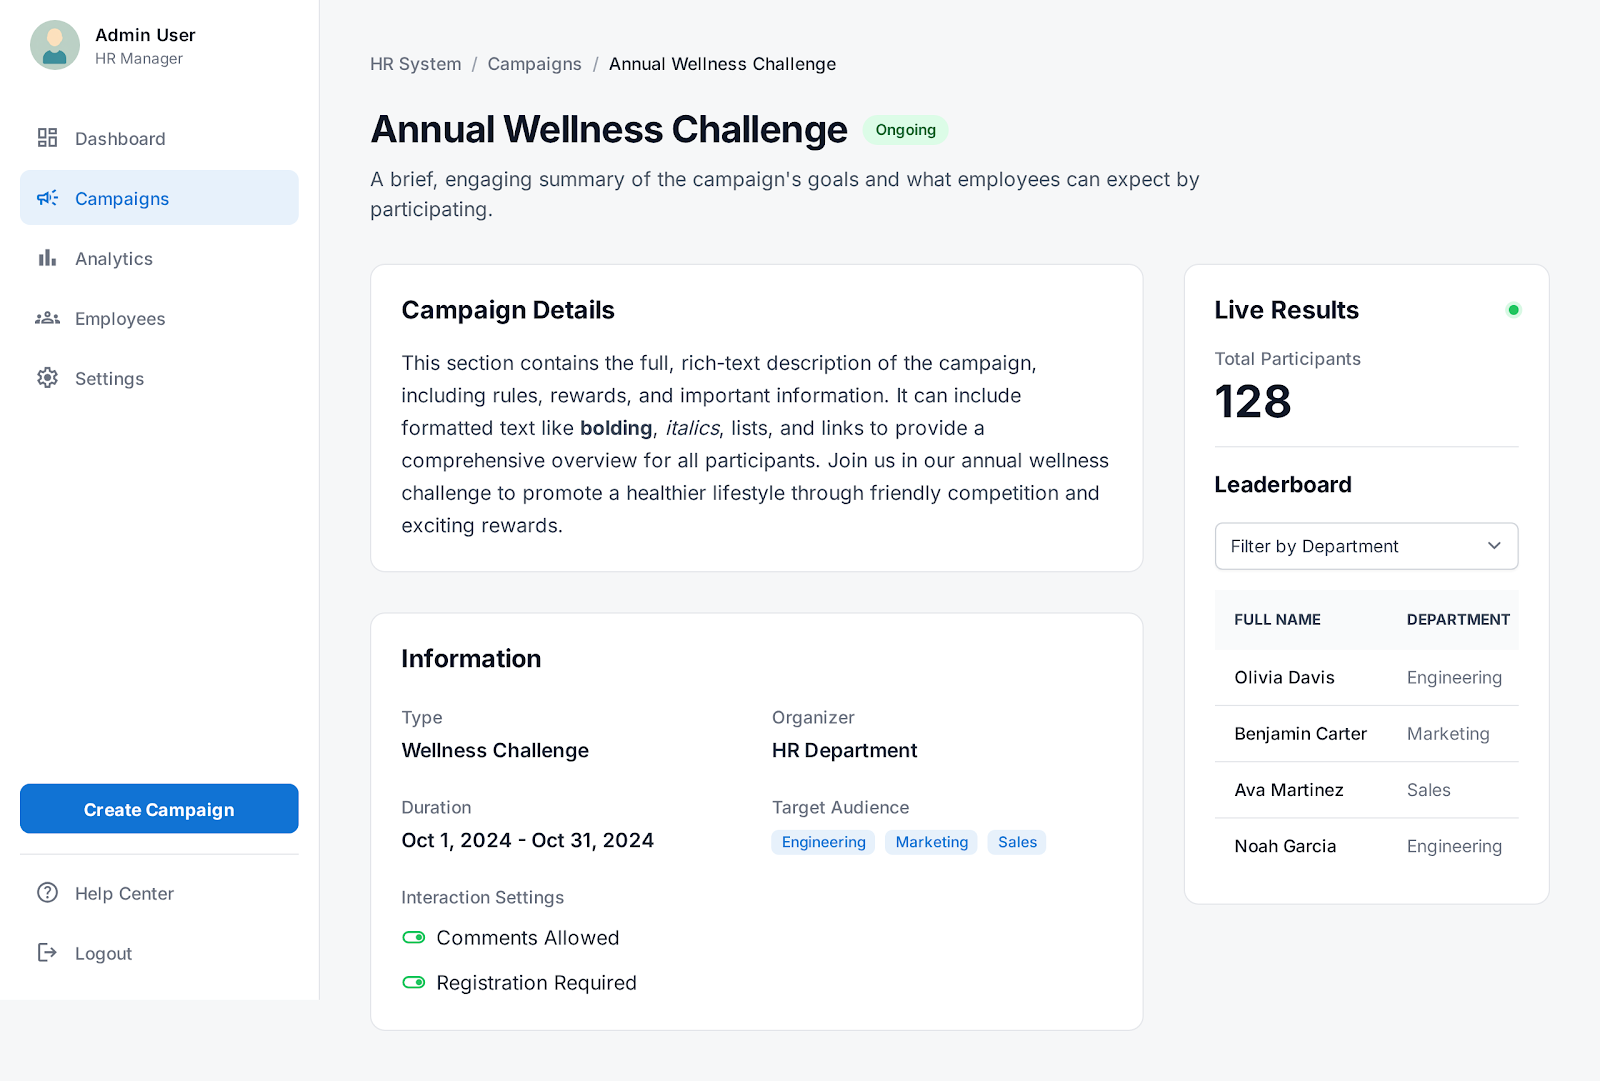 Admin User
HR Manager
Dashboard
Campaigns
Analytics
Employees
Settings
Create Campaign
Help Center
Logout
HR System / Campaigns / Annual Wellness Challenge
Annual Wellness Challenge
Ongoing
A brief, engaging summary of the campaign's goals and what employees can expect by
participating.
Campaign Details
This section contains the full, rich-text description of the campaign,
including rules, rewards, and important information. It can include
formatted text like bolding, italics, lists, and links to provide a
comprehensive overview for all participants. Join us in our annual wellness
challenge to promote a healthier lifestyle through friendly competition and
exciting rewards.
Information
Type
Wellness Challenge
Organizer
HR Department
Duration
Oct 1, 2024 - Oct 31, 2024
Target Audience
Engineering Marketing Sales
Interaction Settings
Comments Allowed
Registration Required
Live Results
Total Participants
128
Leaderboard
Filter by Department
FULL NAME DEPARTMENT
Olivia Davis Engineering
Benjamin Carter Marketing
Ava Martinez Sales
Noah Garcia Engineering